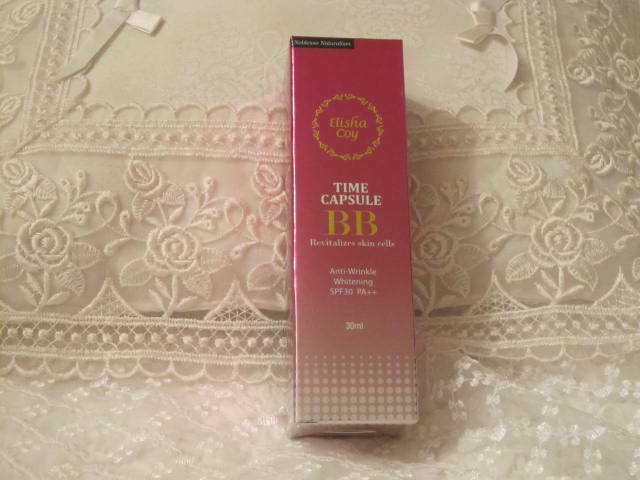 Noblesse Naturalism
Elisha
Coy
TIME
CAPSULE
BB
Revitalizes skin cells
Anti-Wrinkle
Whitening
SPF30 PA++
30ml